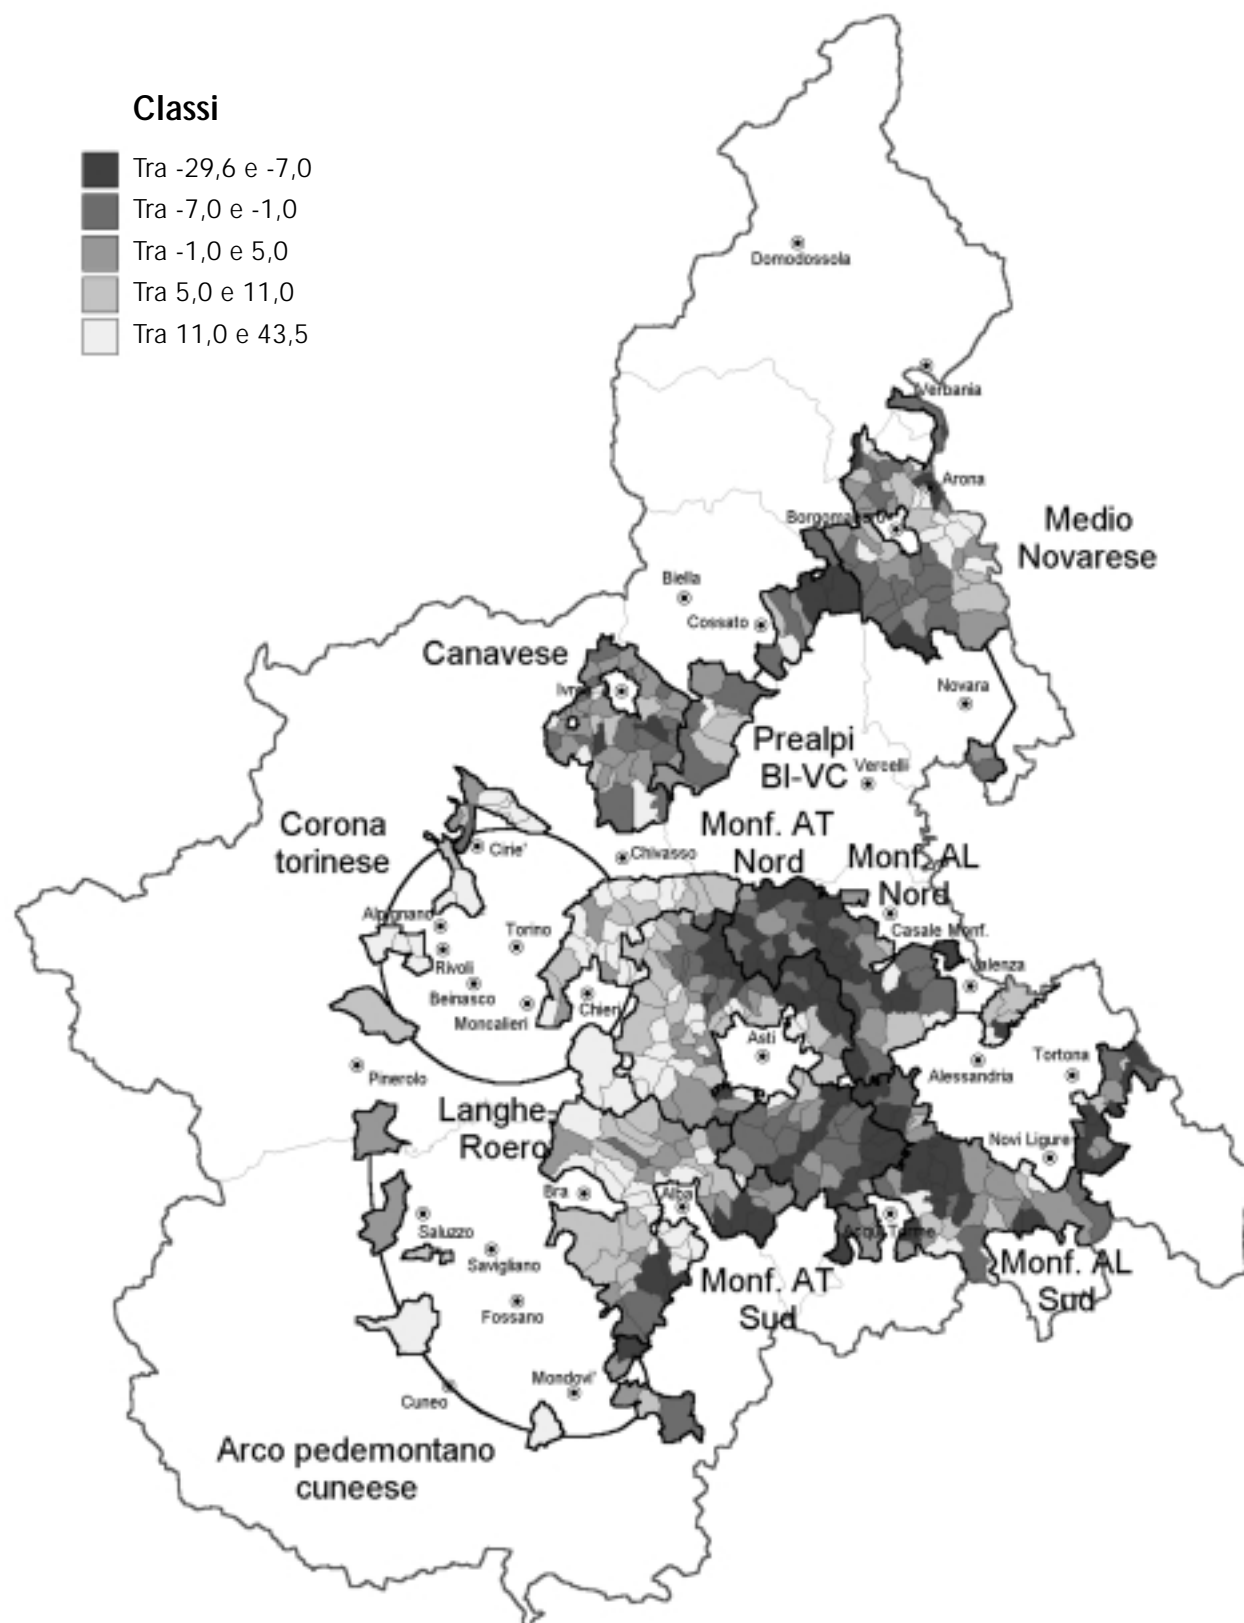 Classi
Tra -29,6 e -7,0
Tra -7,0 e -1,0
Tra -1,0 e 5,0
Tra 5,0 e 11,0
Tra 11,0 e 43,5
Domodossola
Verbania
Arona
Borgomanero
Medio
Novarese
Biella
Cossato
Canavese
Novara
Prealpi
BI-VC
Vercelli
Corona
torinese
Cirie'
Chivasso
Monf. AT
Nord
Monf. AL
Nord
Casale Monf.
Alpignano
Torino
Rivoli
Beinasco
Moncalieri
Chieri
Valenza
Asti
Pinerolo
Alessandria
Tortona
Langhe-
Roero
Novi Ligure
Bra
Alba
Saluzzo
Acqui Terme
Savigliano
Monf. AT
Sud
Monf. AL
Sud
Fossano
Mondovi'
Cuneo
Arco pedemontano
cuneese